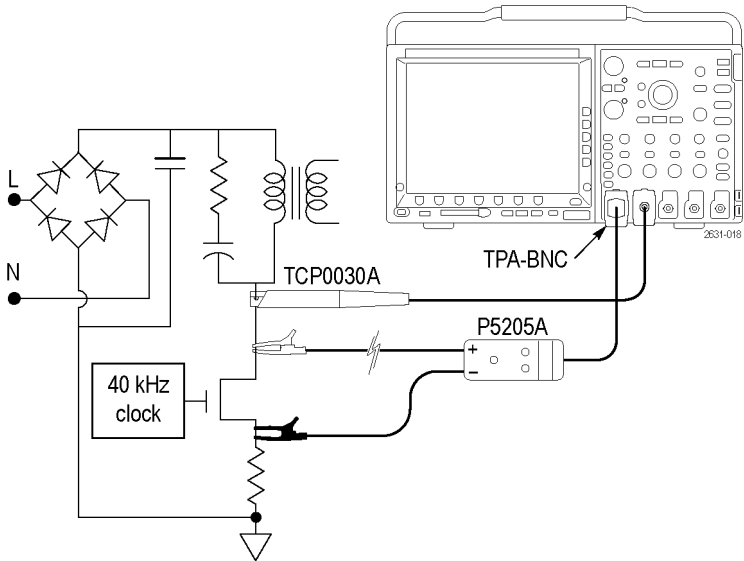 L
N
TCP0030A
TPA-BNC
2631-018
P5205A
+
−
40 kHz
clock